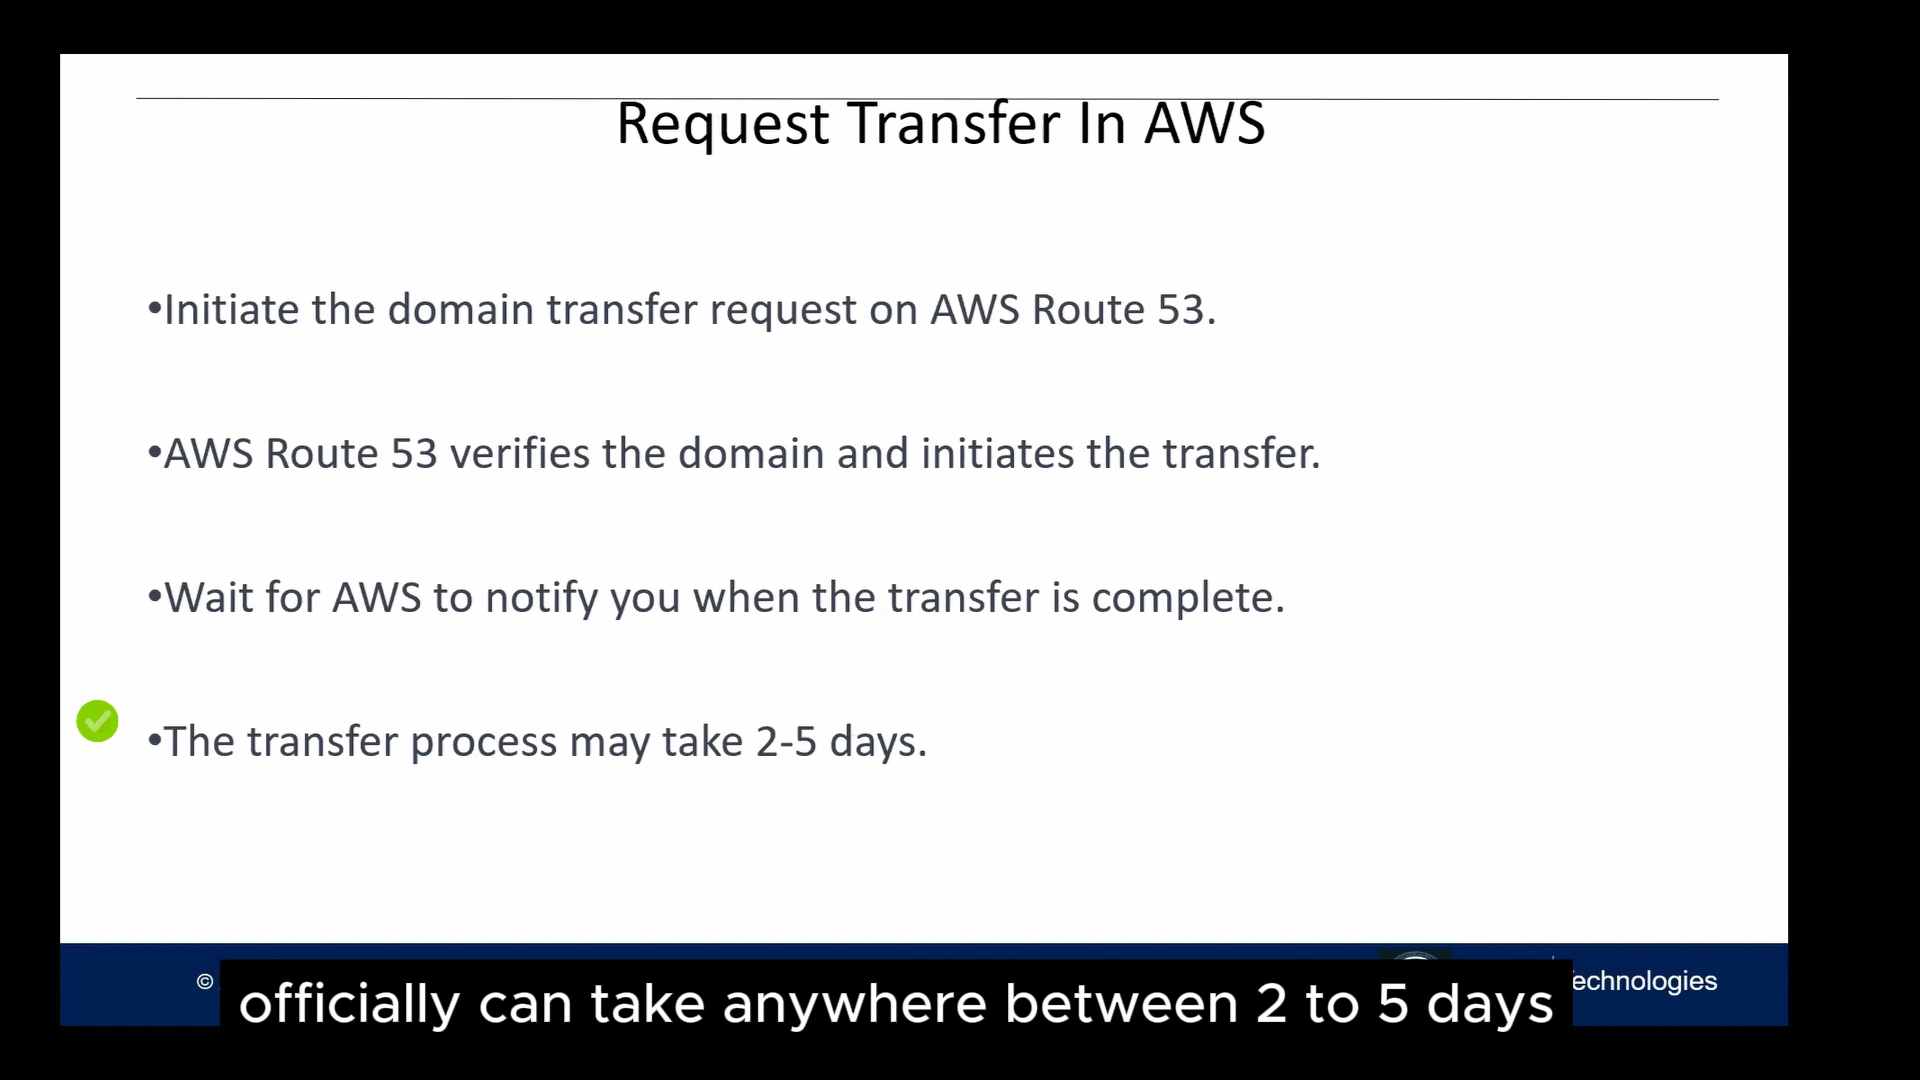 Request Transfer In AWS
•Initiate the domain transfer request on AWS Route 53.
•AWS Route 53 verifies the domain and initiates the transfer.
•Wait for AWS to notify you when the transfer is complete.
•The transfer process may take 2-5 days.
©
echnologies
officially can take anywhere between 2 to 5 days